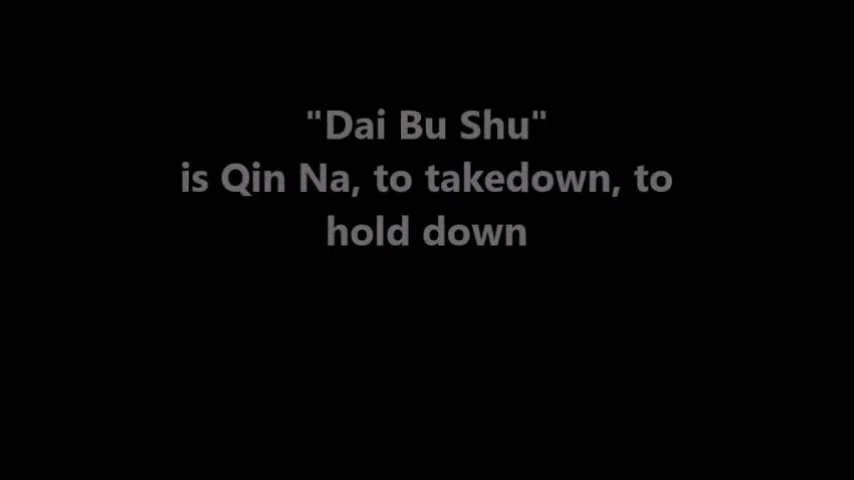 "Dai Bu Shu"
is Qin Na, to takedown, to
hold down